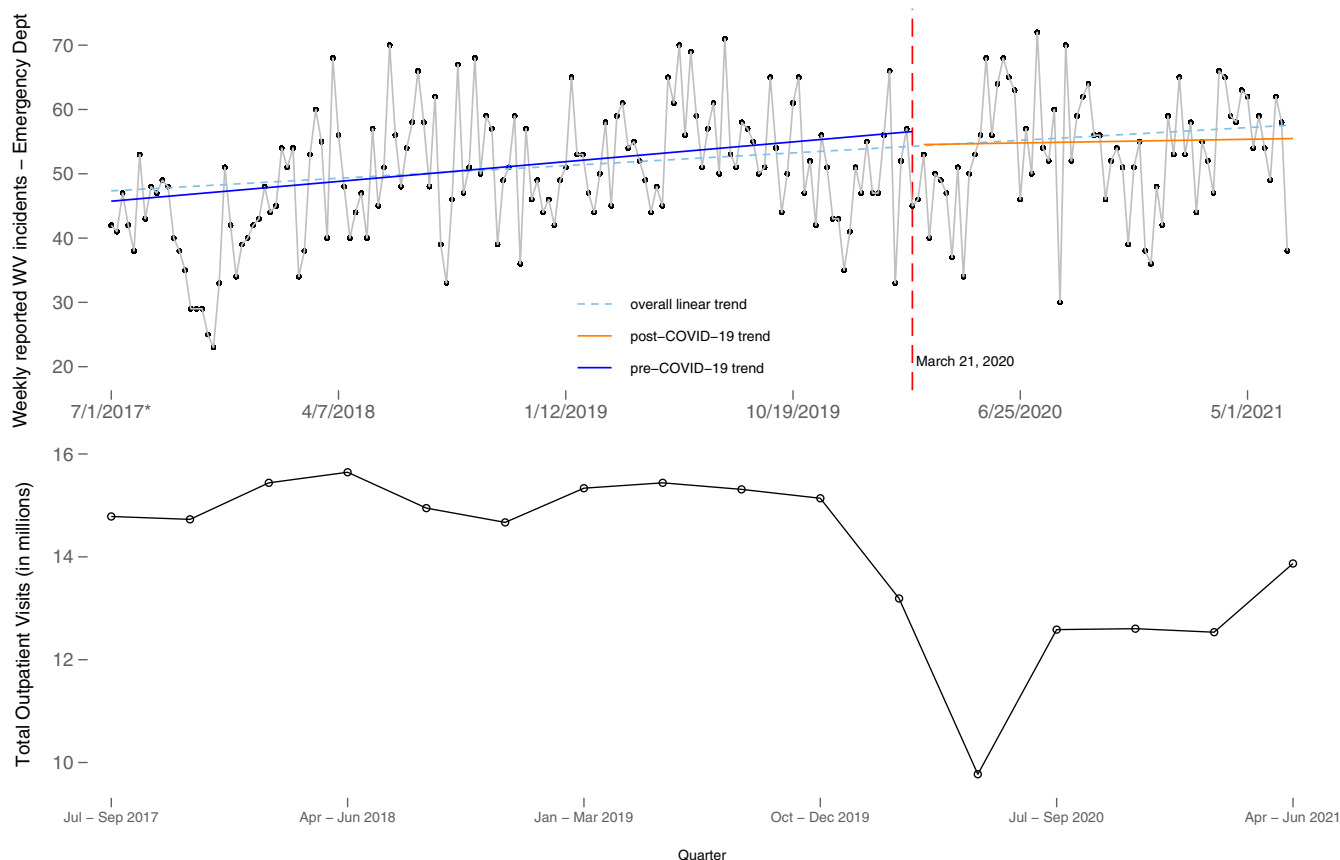 Weekly reported WV incidents – Emergency Dept
70
60
50
40
30
20
overall linear trend
post–COVID–19 trend
pre–COVID–19 trend
March 21, 2020
7/1/2017*
4/7/2018
1/12/2019
10/19/2019
6/25/2020
5/1/2021
Total Outpatient Visits (in millions)
16
14
12
10
Jul – Sep 2017
Apr – Jun 2018
Jan – Mar 2019
Oct – Dec 2019
Jul – Sep 2020
Apr – Jun 2021
Quarter